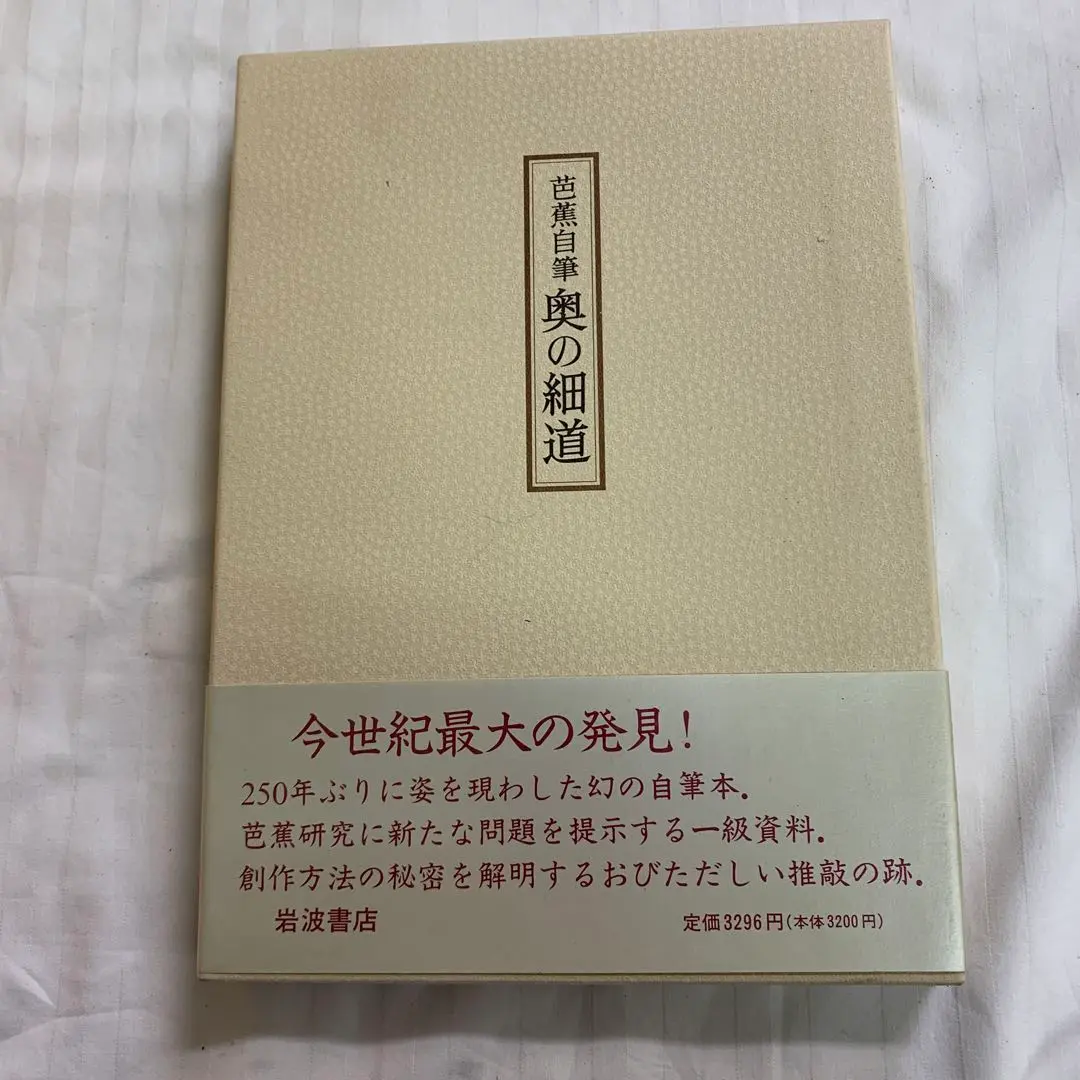 芭蕉自筆 奥の細道
今世紀最大の発見!
250年ぶりに姿を現わした幻の自筆本.
芭蕉研究に新たな問題を提示する一級資料.
創作方法の秘密を解明するおびただしい推敲の跡.
岩波書店 定価3296円(本体3200円)